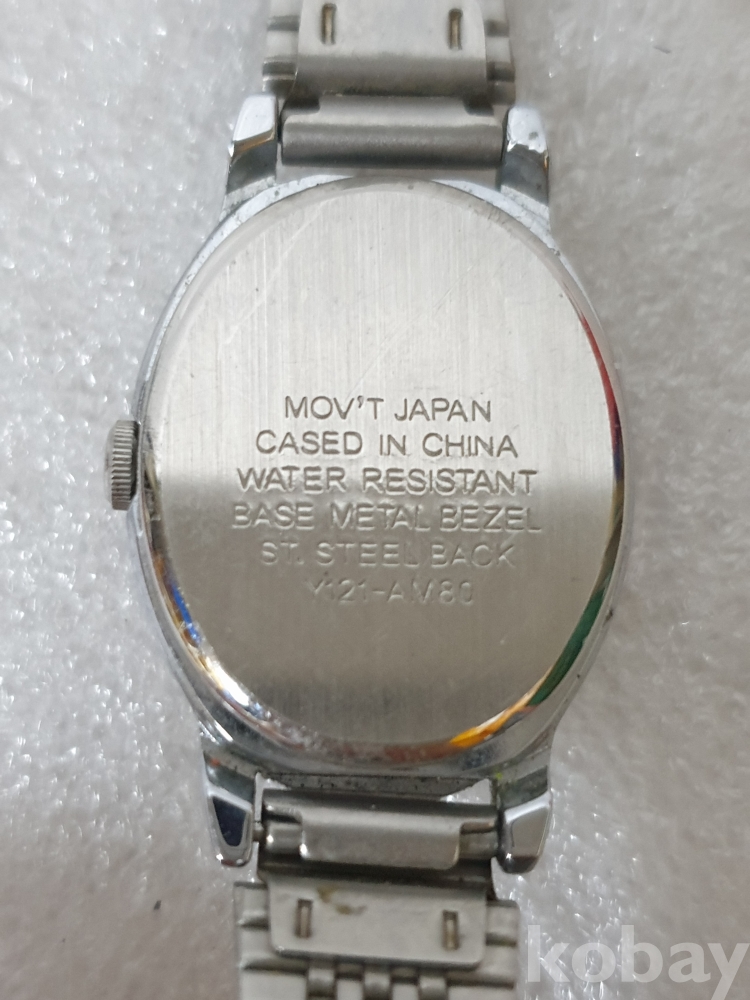 MOV'T JAPAN
CASED IN CHINA
WATER RESISTANT
BASE METAL BEZEL
ST. STEEL BACK
Y121-AM80
kobay